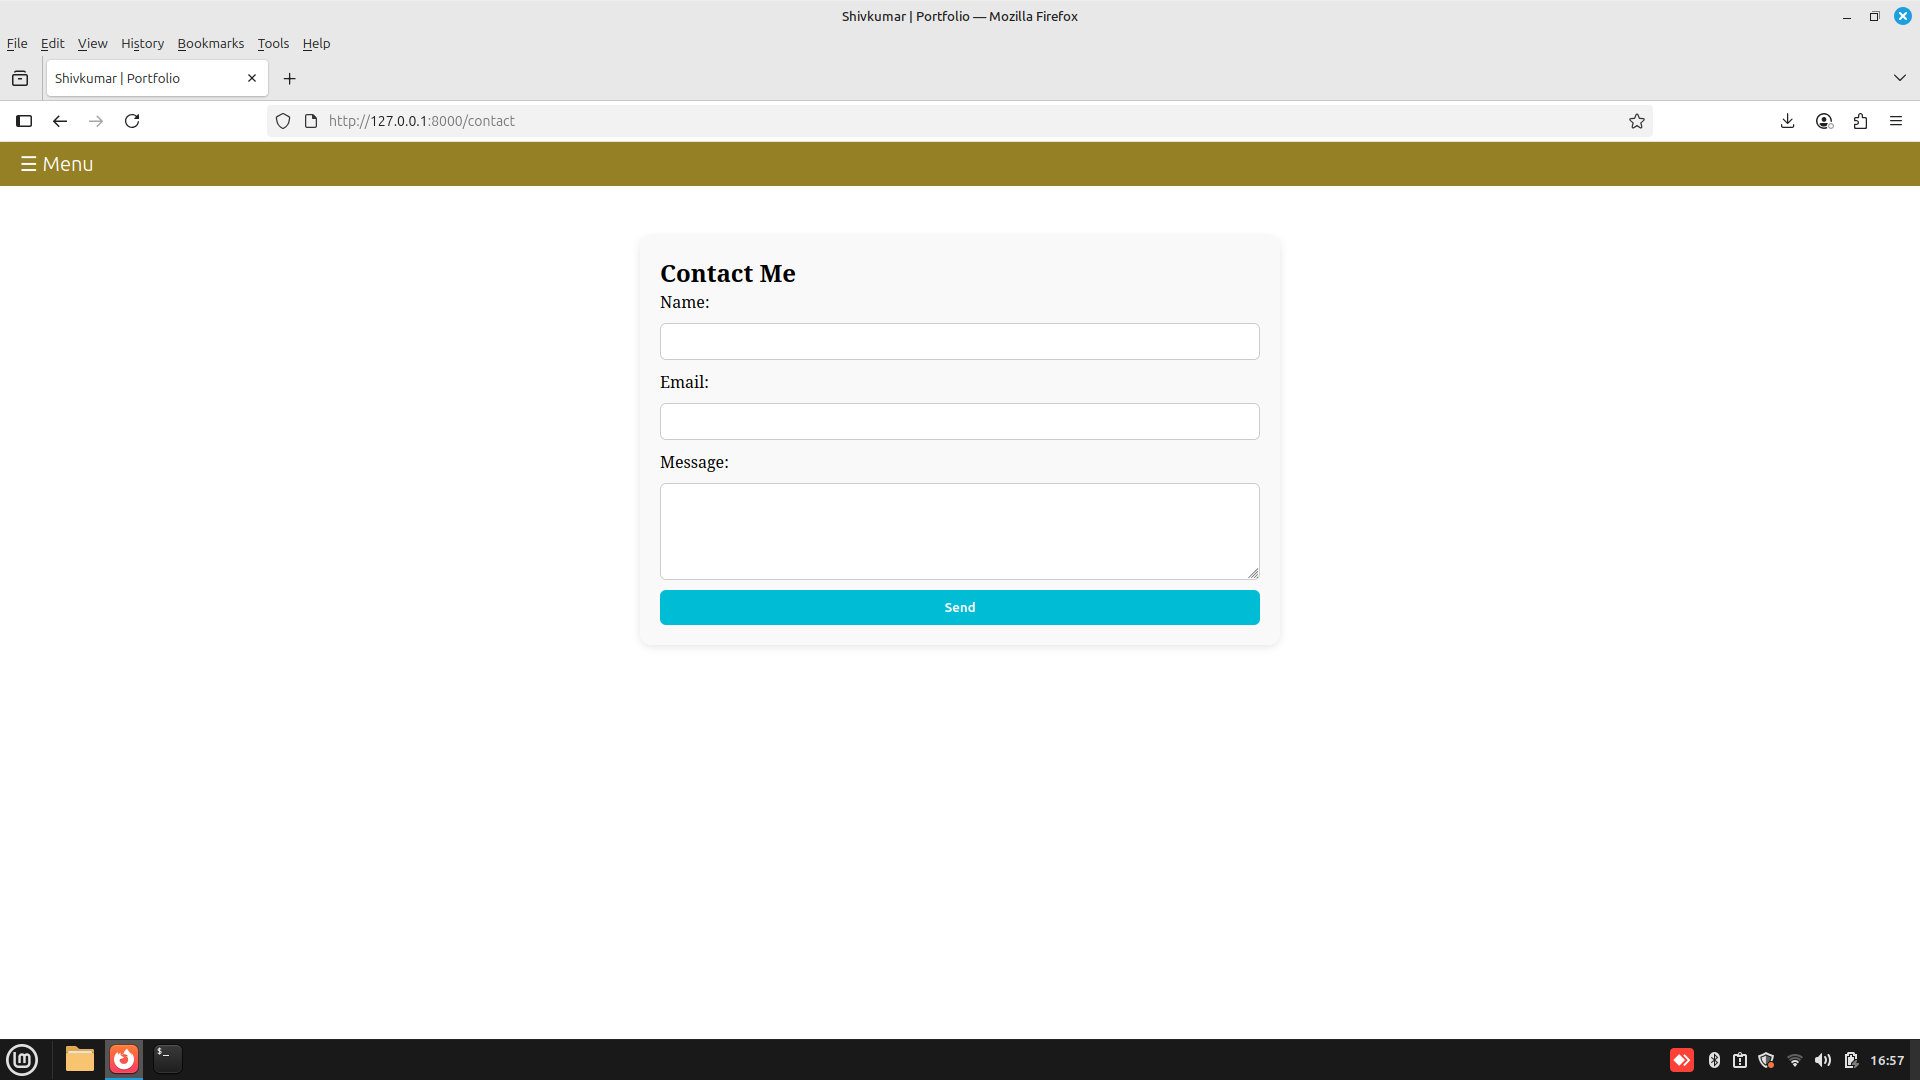 Shivkumar | Portfolio — Mozilla Firefox
File Edit View History Bookmarks Tools Help
Shivkumar | Portfolio
http://127.0.0.1:8000/contact
☰ Menu
Contact Me
Name:
Email:
Message:
Send
16:57